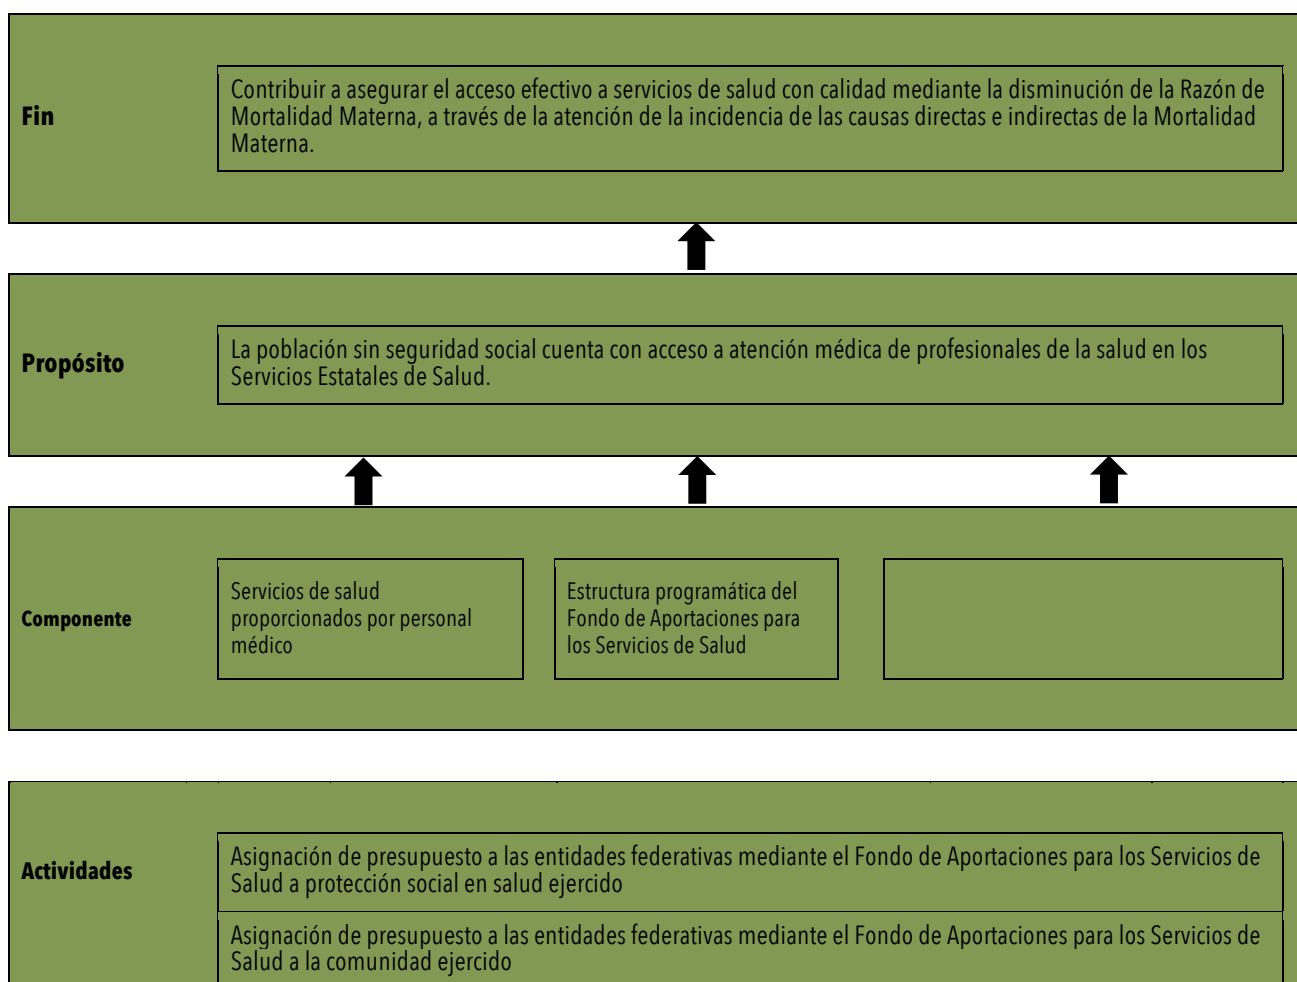 Fin
Contribuir a asegurar el acceso efectivo a servicios de salud con calidad mediante la disminución de la Razón de
Mortalidad Materna, a través de la atención de la incidencia de las causas directas e indirectas de la Mortalidad
Materna.
Propósito
La población sin seguridad social cuenta con acceso a atención médica de profesionales de la salud en los
Servicios Estatales de Salud.
Componente
Servicios de salud
proporcionados por personal
médico
Estructura programática del
Fondo de Aportaciones para
los Servicios de Salud
Actividades
Asignación de presupuesto a las entidades federativas mediante el Fondo de Aportaciones para los Servicios de
Salud a protección social en salud ejercido
Asignación de presupuesto a las entidades federativas mediante el Fondo de Aportaciones para los Servicios de
Salud a la comunidad ejercido